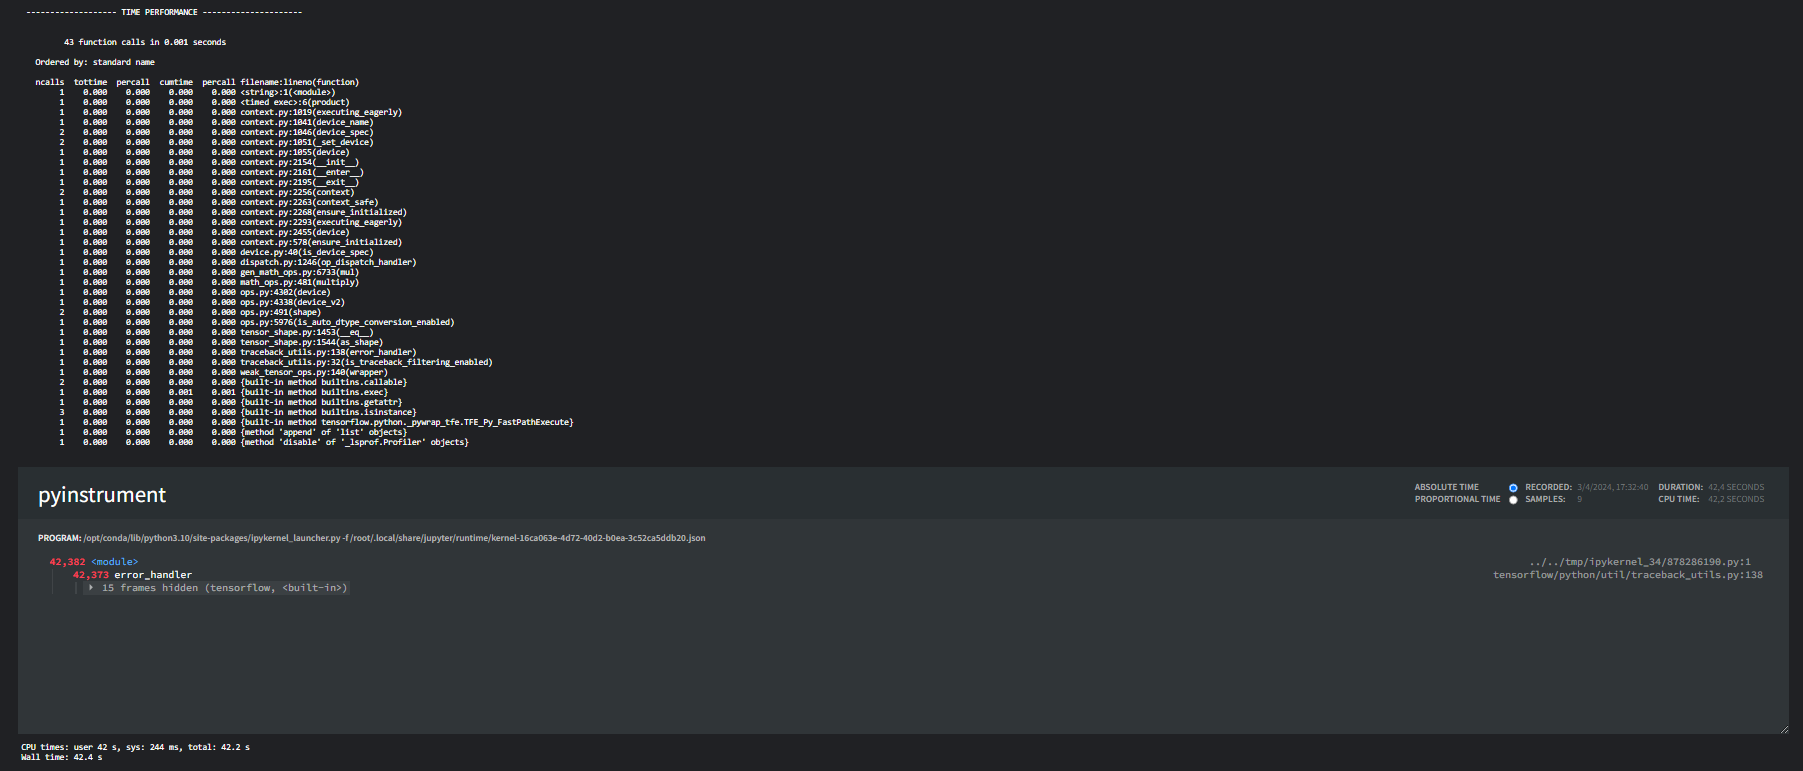 ------------------- TIME PERFORMANCE ---------------------
43 function calls in 0.001 seconds
Ordered by: standard name
ncalls  tottime  percall  cumtime  percall filename:lineno(function)
1    0.000    0.000    0.000    0.000 <string>:1(<module>)
1    0.000    0.000    0.000    0.000 <timed exec>:6(product)
1    0.000    0.000    0.000    0.000 context.py:1019(executing_eagerly)
1    0.000    0.000    0.000    0.000 context.py:1041(device_name)
2    0.000    0.000    0.000    0.000 context.py:1046(device_spec)
2    0.000    0.000    0.000    0.000 context.py:1051(_set_device)
1    0.000    0.000    0.000    0.000 context.py:1055(device)
1    0.000    0.000    0.000    0.000 context.py:2154(__init__)
1    0.000    0.000    0.000    0.000 context.py:2161(__enter__)
1    0.000    0.000    0.000    0.000 context.py:2195(__exit__)
2    0.000    0.000    0.000    0.000 context.py:2256(context)
1    0.000    0.000    0.000    0.000 context.py:2263(context_safe)
1    0.000    0.000    0.000    0.000 context.py:2268(ensure_initialized)
1    0.000    0.000    0.000    0.000 context.py:2293(executing_eagerly)
1    0.000    0.000    0.000    0.000 context.py:2455(device)
1    0.000    0.000    0.000    0.000 context.py:578(ensure_initialized)
1    0.000    0.000    0.000    0.000 device.py:40(is_device_spec)
1    0.000    0.000    0.000    0.000 dispatch.py:1246(op_dispatch_handler)
1    0.000    0.000    0.000    0.000 gen_math_ops.py:6733(mul)
1    0.000    0.000    0.000    0.000 math_ops.py:481(multiply)
1    0.000    0.000    0.000    0.000 ops.py:4302(device)
1    0.000    0.000    0.000    0.000 ops.py:4338(device_v2)
2    0.000    0.000    0.000    0.000 ops.py:491(shape)
1    0.000    0.000    0.000    0.000 ops.py:5976(is_auto_dtype_conversion_enabled)
1    0.000    0.000    0.000    0.000 tensor_shape.py:1453(__eq__)
1    0.000    0.000    0.000    0.000 tensor_shape.py:1544(as_shape)
1    0.000    0.000    0.000    0.000 traceback_utils.py:138(error_handler)
1    0.000    0.000    0.000    0.000 traceback_utils.py:32(is_traceback_filtering_enabled)
1    0.000    0.000    0.000    0.000 weak_tensor_ops.py:140(wrapper)
2    0.000    0.000    0.000    0.000 {built-in method builtins.callable}
1    0.000    0.000    0.001    0.001 {built-in method builtins.exec}
1    0.000    0.000    0.000    0.000 {built-in method builtins.getattr}
3    0.000    0.000    0.000    0.000 {built-in method builtins.isinstance}
1    0.000    0.000    0.000    0.000 {built-in method tensorflow.python._pywrap_tfe.TFE_Py_FastPathExecute}
1    0.000    0.000    0.000    0.000 {method 'append' of 'list' objects}
1    0.000    0.000    0.000    0.000 {method 'disable' of '_lsprof.Profiler' objects}
pyinstrument
ABSOLUTE TIME RECORDED: 3/4/2024, 17:32:40 DURATION: 42,4 SECONDS
PROPORTIONAL TIME SAMPLES: 9 CPU TIME: 42,2 SECONDS
PROGRAM: /opt/conda/lib/python3.10/site-packages/ipykernel_launcher.py -f /root/.local/share/jupyter/runtime/kernel-16ca063e-4d72-40d2-b0ea-3c52ca5ddb20.json
42,382 <module> ../../tmp/ipykernel_34/878286190.py:1
42,373 error_handler tensorflow/python/util/traceback_utils.py:138
15 frames hidden (tensorflow, <built-in>)
CPU times: user 42 s, sys: 244 ms, total: 42.2 s
Wall time: 42.4 s